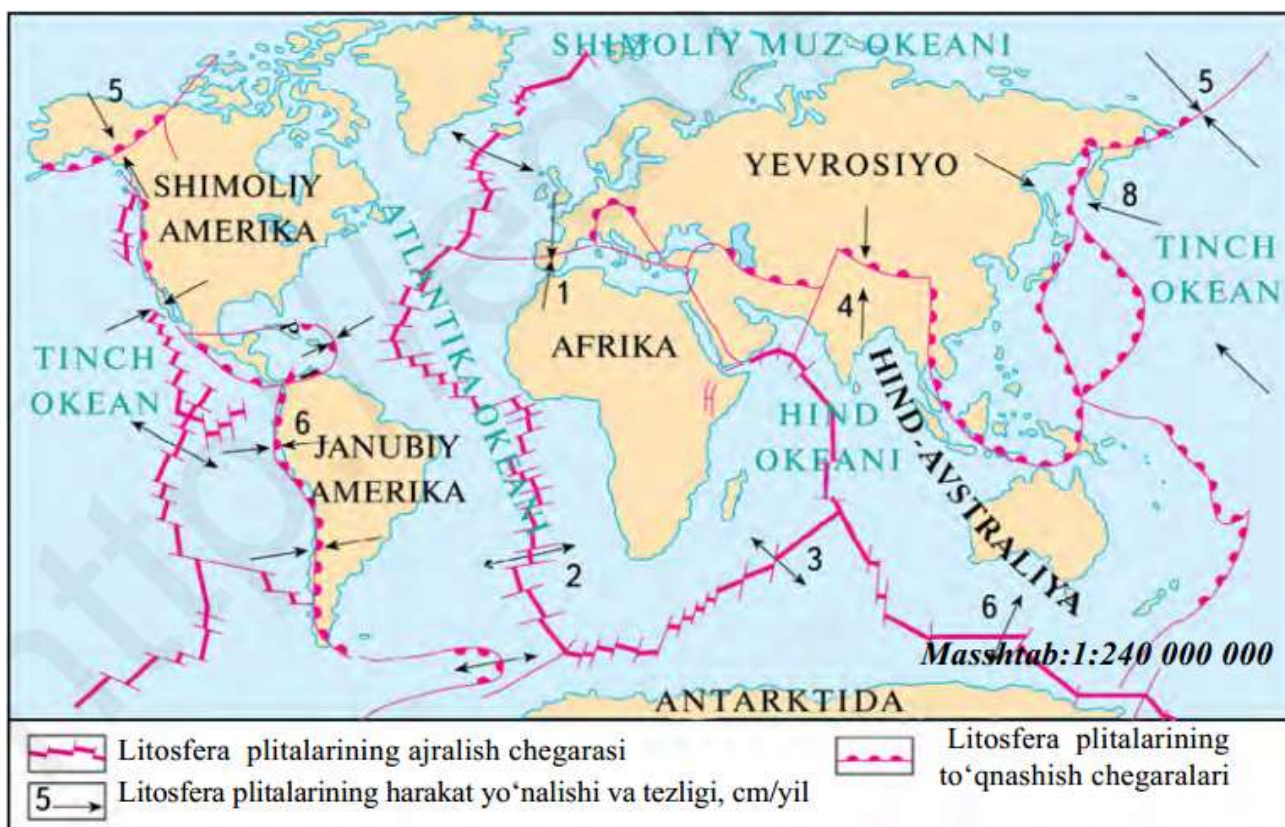 SHIMOLIY MUZ OKEANI
5
5
SHIMOLIY
AMERIKA
YEVROSIYO
8
ATLANTIKA OKEANI
TINCH
OKEAN
1
4
AFRIKA
TINCH
OKEAN
P
HIND
OKEANI
HIND-AVSTRALIYA
6
JANUBIY
AMERIKA
2
3
6
Masshtab:1:240 000 000
ANTARKTIDA
Litosfera plitalarining ajralish chegarasi
Litosfera plitalarining
to‘qnashish chegaralari
5
Litosfera plitalarining harakat yo‘nalishi va tezligi, cm/yil